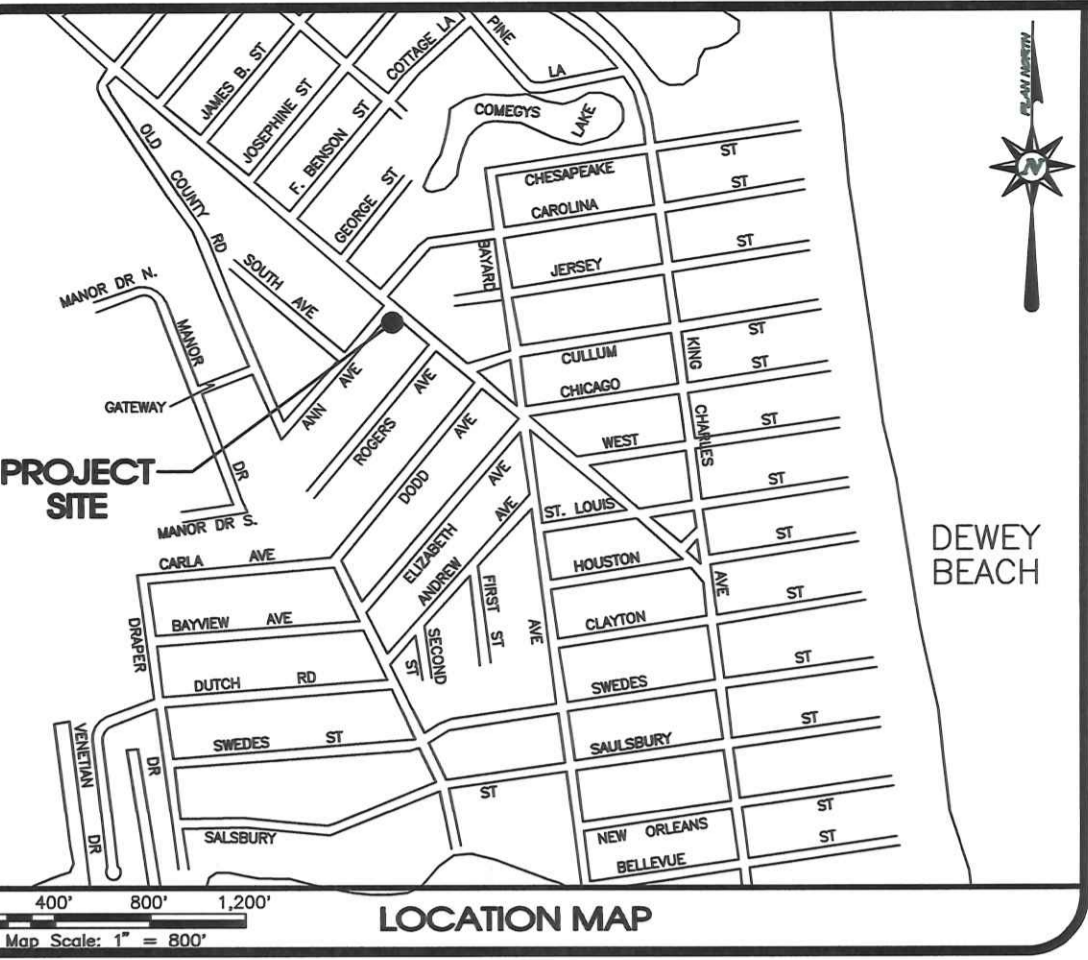 PINE
LA
COTTAGE LA
JAMES B. ST
JOSEPHINE ST
F. BENSON ST
GEORGE ST
COMEGYS
LAKE
PLAN NORTH
N
OLD
COUNTY
RD
CHESAPEAKE
ST
CAROLINA
ST
BAYARD
JERSEY
ST
SOUTH AVE
MANOR DR N.
MANOR
GATEWAY
DR
MANOR DR S.
PROJECT
SITE
ANN AVE
ROGERS AVE
DODD AVE
ELIZABETH AVE
ANDREW AVE
CULLUM
ST
KING
CHICAGO
ST
CHARLES
WEST
ST
ST. LOUIS
ST
HOUSTON
ST
AVE
CLAYTON
ST
AVE
SWEDES
ST
SAULSBURY
ST
NEW ORLEANS
ST
BELLEVUE
ST
DEWEY
BEACH
CARLA AVE
BAYVIEW AVE
DRAPER
DUTCH RD
SWEDES ST
DR
VENETIAN
DR
SALSBURY
ST
FIRST ST
SECOND
ST
400' 800' 1,200'
Map Scale: 1" = 800'
LOCATION MAP